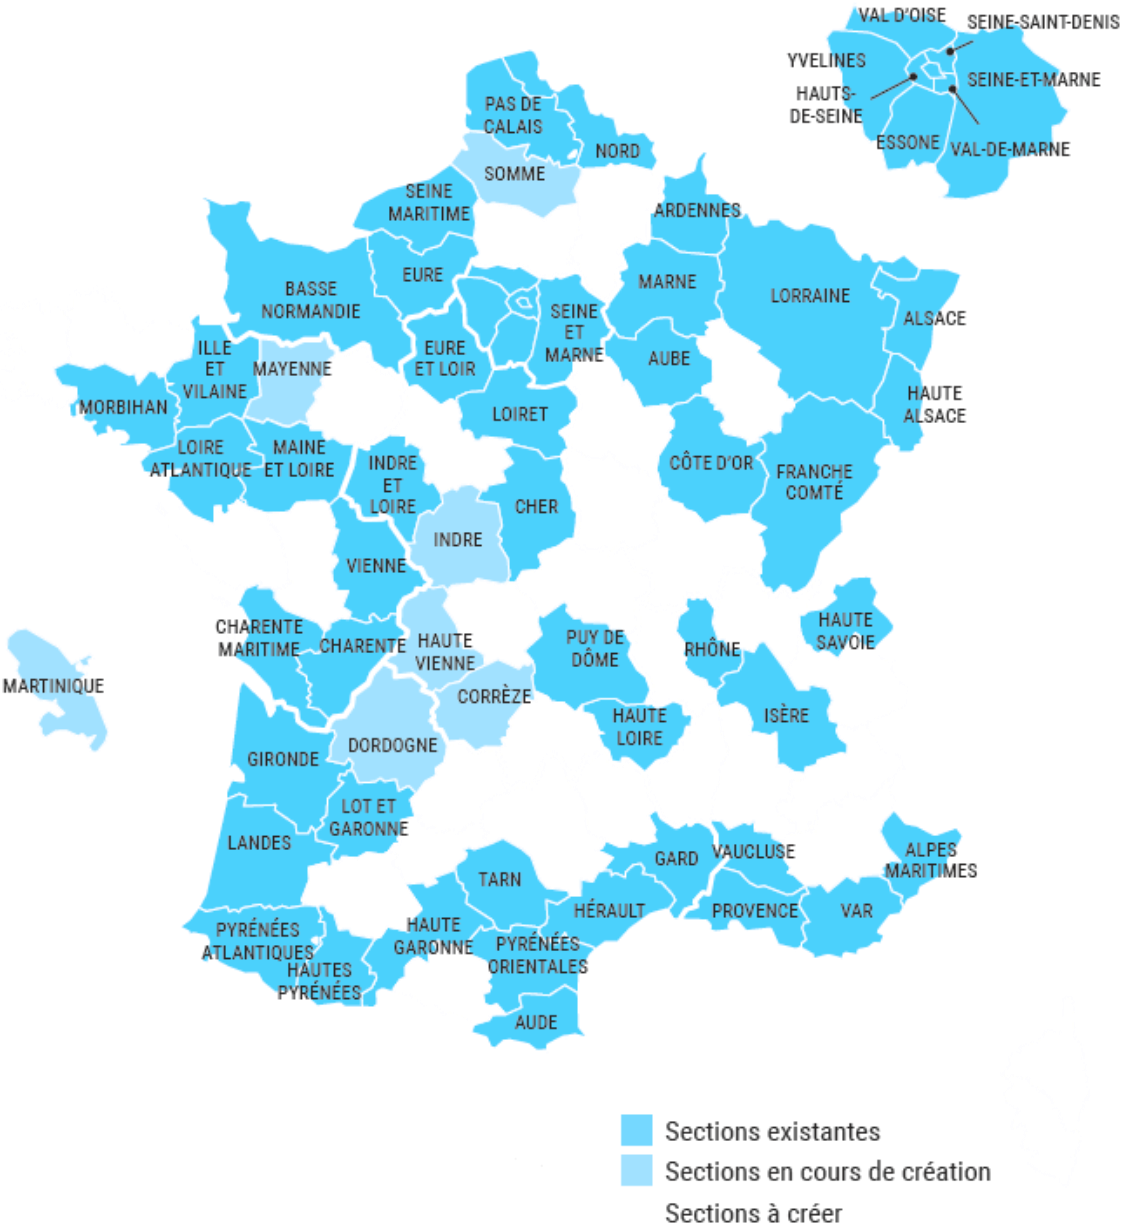 VAL D'OISE
SEINE-SAINT-DENIS
YVELINES
SEINE-ET-MARNE
HAUTS-
DE-SEINE
ESSONE
VAL-DE-MARNE
PAS DE
CALAIS
NORD
SOMME
SEINE
MARITIME
ARDENNES
EURE
BASSE
NORMANDIE
MARNE
LORRAINE
SEINE
ET
MARNE
ALSACE
ILLE
ET
VILAINE
MAYENNE
EURE
ET LOIR
AUBE
HAUTE
ALSACE
MORBIHAN
LOIRET
LOIRE
ATLANTIQUE
MAINE
ET LOIRE
INDRE
ET
LOIRE
CÔTE D'OR
FRANCHE
COMTÉ
CHER
INDRE
VIENNE
CHARENTE
MARITIME
CHARENTE
HAUTE
VIENNE
PUY DE
DÔME
RHÔNE
HAUTE
SAVOIE
MARTINIQUE
CORRÈZE
HAUTE
LOIRE
ISÈRE
GIRONDE
DORDOGNE
LOT ET
GARONNE
LANDES
TARN
GARD
VAUCLUSE
ALPES
MARITIMES
HÉRAULT
PROVENCE
VAR
PYRÉNÉES
ATLANTIQUES
HAUTE
GARONNE
PYRÉNÉES
ORIENTALES
HAUTES
PYRÉNÉES
AUDE
Sections existantes
Sections en cours de création
Sections à créer